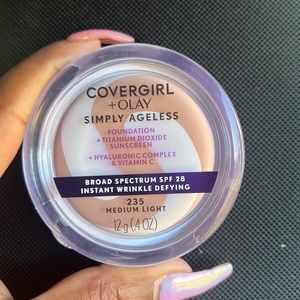 COVERGIRL
+OLAY
SIMPLY AGELESS
FOUNDATION
+ TITANIUM DIOXIDE
SUNSCREEN
+ HYALURONIC COMPLEX
& VITAMIN C
BROAD SPECTRUM SPF 28
INSTANT WRINKLE DEFYING
235
MEDIUM LIGHT
12g (.4 OZ)